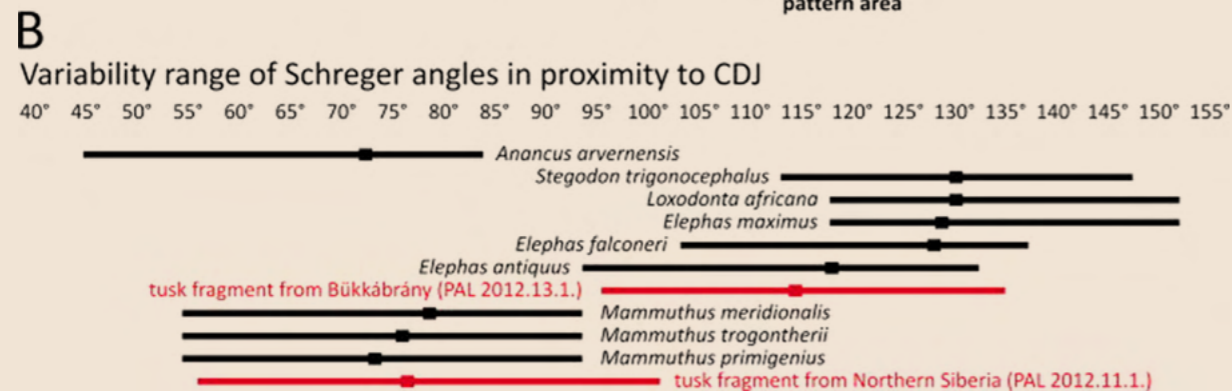 pattern area
B
Variability range of Schreger angles in proximity to CDJ
40° 45° 50° 55° 60° 65° 70° 75° 80° 85° 90° 95° 100° 105° 110° 115° 120° 125° 130° 135° 140° 145° 150° 155°
Anancus arvernensis
Stegodon trigonocephalus
Loxodonta africana
Elephas maximus
Elephas falconeri
Elephas antiquus
tusk fragment from Bükkábrány (PAL 2012.13.1.)
Mammuthus meridionalis
Mammuthus trogontherii
Mammuthus primigenius
tusk fragment from Northern Siberia (PAL 2012.11.1.)